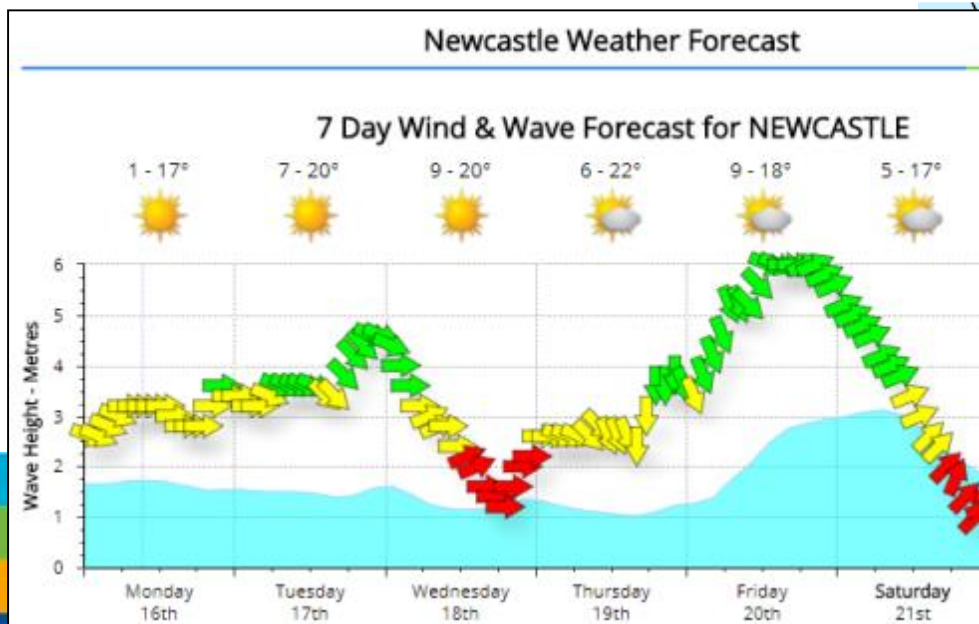 Newcastle Weather Forecast
7 Day Wind & Wave Forecast for NEWCASTLE
1 - 17° 7 - 20° 9 - 20° 6 - 22° 9 - 18° 5 - 17°
Wave Height - Metres
6
5
4
3
2
1
0
Monday Tuesday Wednesday Thursday Friday Saturday
16th 17th 18th 19th 20th 21st